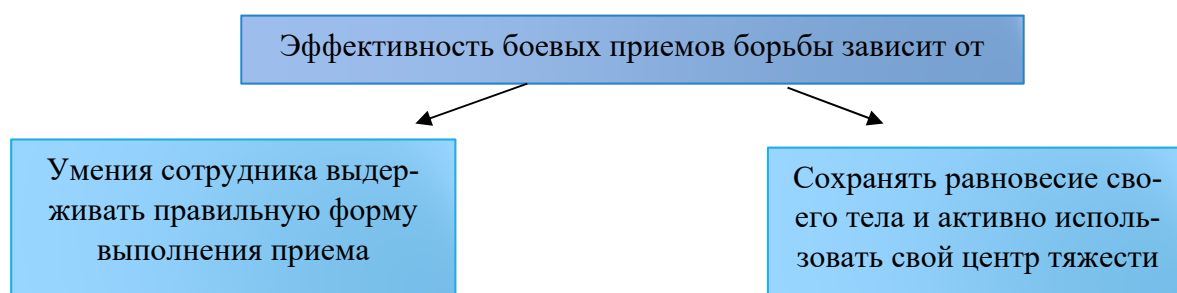 Эффективность боевых приемов борьбы зависит от
Умения сотрудника выдер-
живать правильную форму
выполнения приема
Сохранять равновесие сво-
его тела и активно исполь-
зовать свой центр тяжести